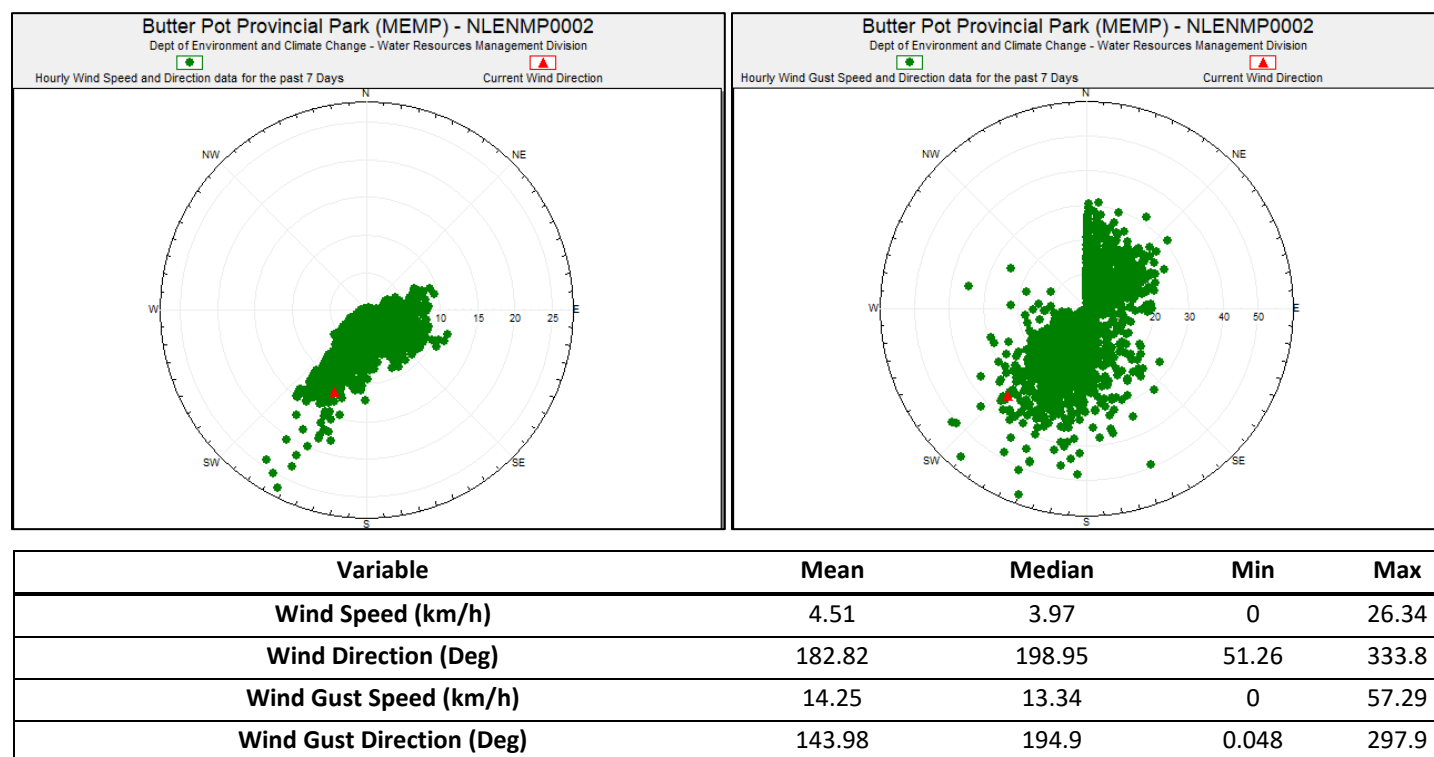 Butter Pot Provincial Park (MEMP) - NLENMP0002
Dept of Environment and Climate Change - Water Resources Management Division
Hourly Wind Speed and Direction data for the past 7 Days
Current Wind Direction
N
NW
NE
W
10 15 20 25
E
SW
SE
S
Butter Pot Provincial Park (MEMP) - NLENMP0002
Dept of Environment and Climate Change - Water Resources Management Division
Hourly Wind Gust Speed and Direction data for the past 7 Days
Current Wind Direction
N
NW
NE
W
20 30 40 50
E
SW
SE
S
Variable Mean Median Min Max
Wind Speed (km/h) 4.51 3.97 0 26.34
Wind Direction (Deg) 182.82 198.95 51.26 333.8
Wind Gust Speed (km/h) 14.25 13.34 0 57.29
Wind Gust Direction (Deg) 143.98 194.9 0.048 297.9